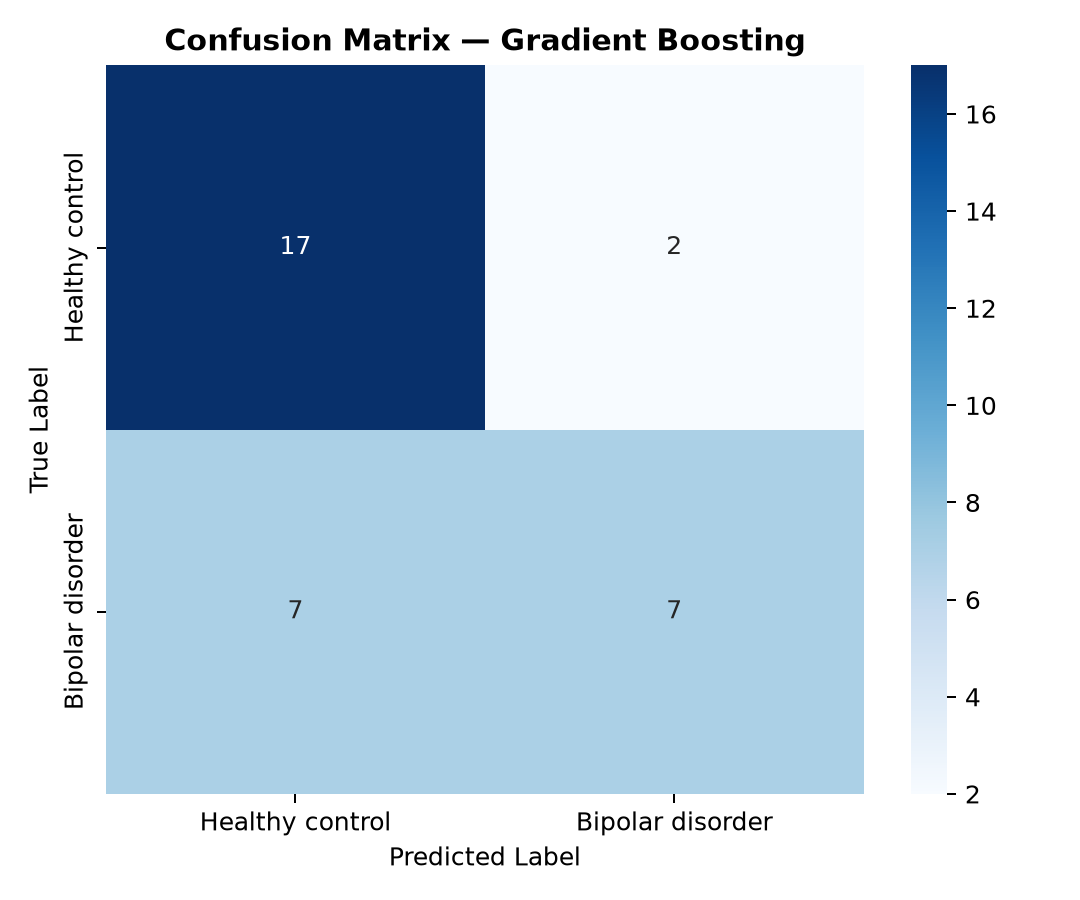 Confusion Matrix — Gradient Boosting
True Label
Healthy control
17
2
Bipolar disorder
7
7
Healthy control
Bipolar disorder
Predicted Label
16
14
12
10
8
6
4
2